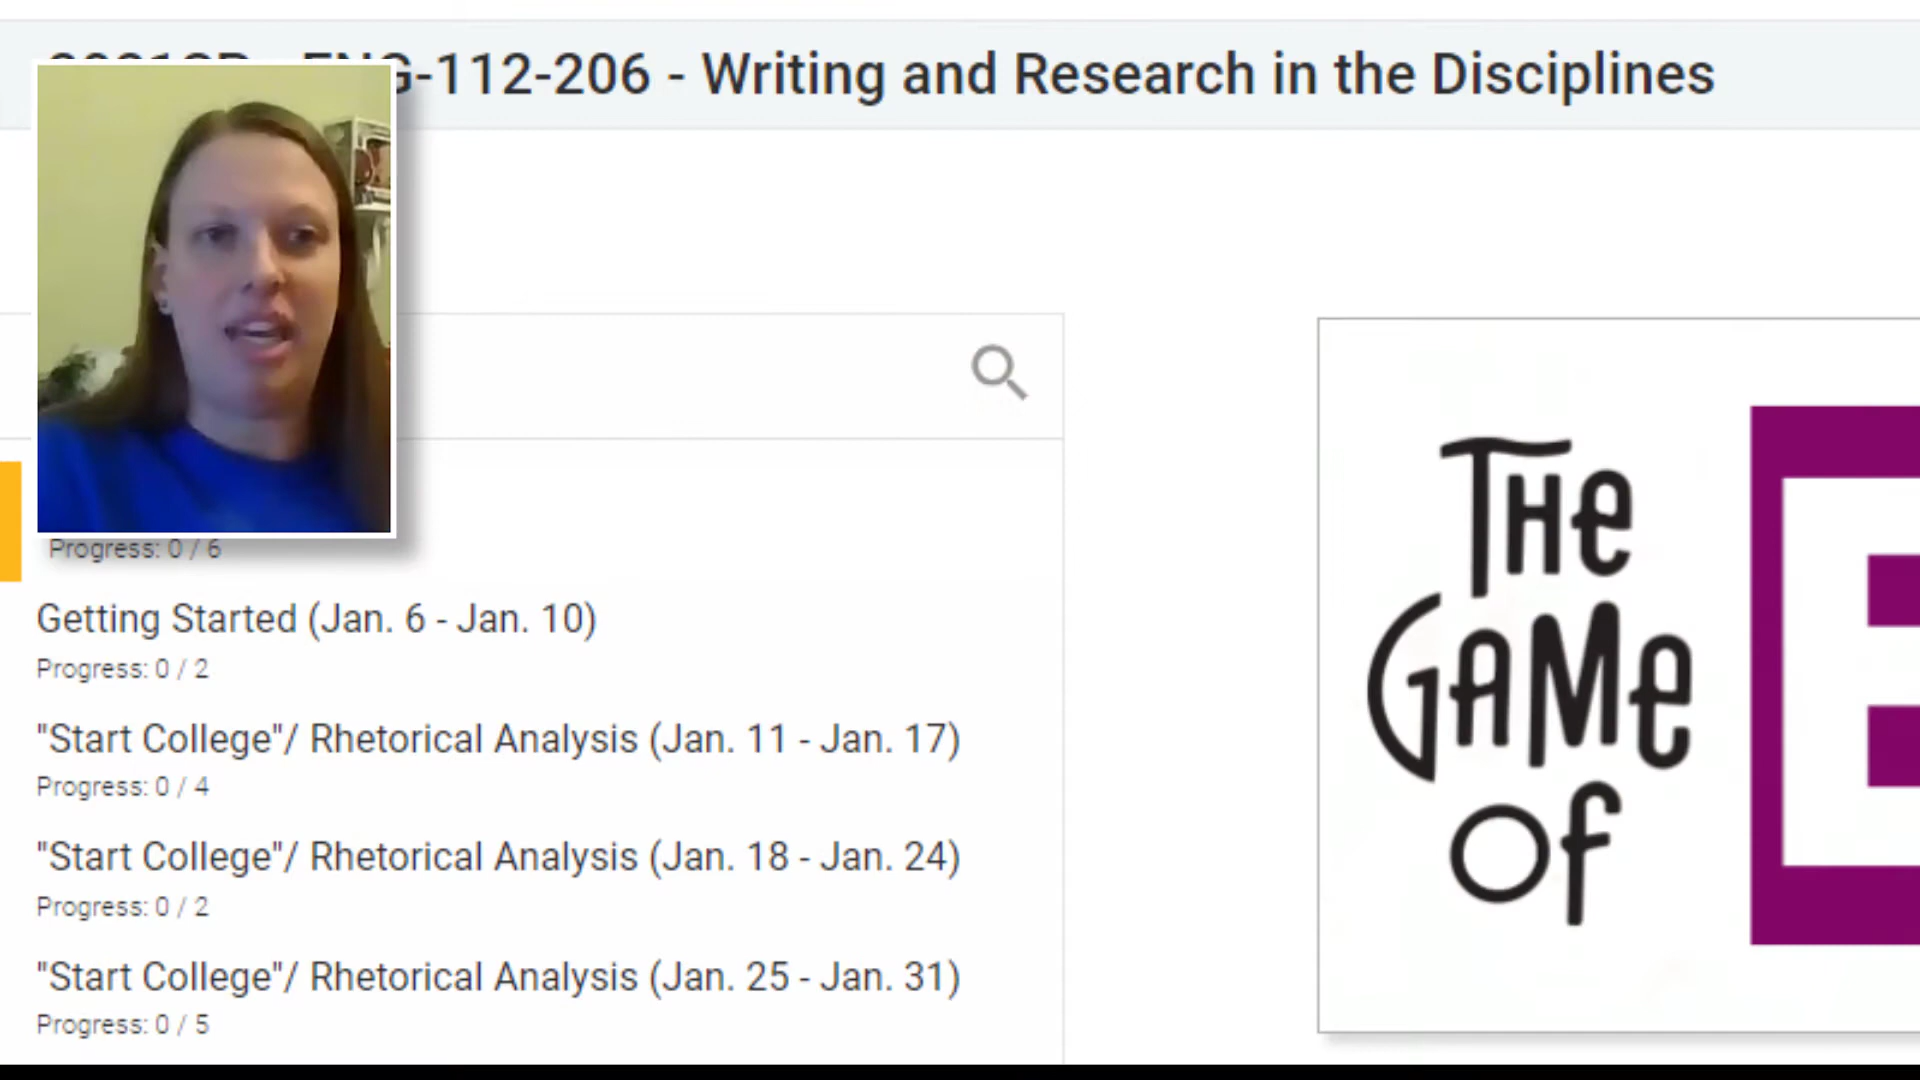 -112-206 - Writing and Research in the Disciplines
Progress: 0 / 6
Getting Started (Jan. 6 - Jan. 10)
Progress: 0 / 2
"Start College"/ Rhetorical Analysis (Jan. 11 - Jan. 17)
Progress: 0 / 4
"Start College"/ Rhetorical Analysis (Jan. 18 - Jan. 24)
Progress: 0 / 2
"Start College"/ Rhetorical Analysis (Jan. 25 - Jan. 31)
Progress: 0 / 5
THe
GAMe
OF
E